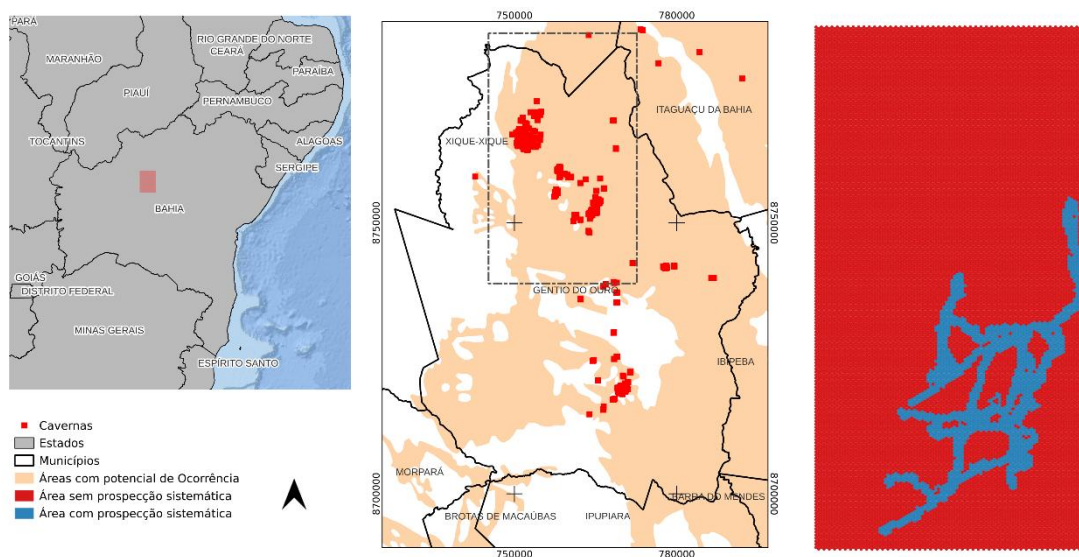 PARÁ
MARANHÃO
RIO GRANDE DO NORTE
CEARÁ
PARAÍBA
PIAUÍ
PERNAMBUCO
TOCANTINS
ALAGOAS
SERGIPE
BAHIA
GOIÁS
DISTRITO FEDERAL
MINAS GERAIS
ESPÍRITO SANTO
Cavernas
Estados
Municípios
Áreas com potencial de Ocorrência
Área sem prospecção sistemática
Área com prospecção sistemática
750000
780000
ITAGUAÇU DA BAHIA
XIQUE-XIQUE
8750000
8750000
GENTIO DO OURO
IBIPEBA
MORPARÁ
8700000
8700000
BARRA DO MENDES
BROTAS DE MACAÚBAS
IPUPIARA
750000
780000